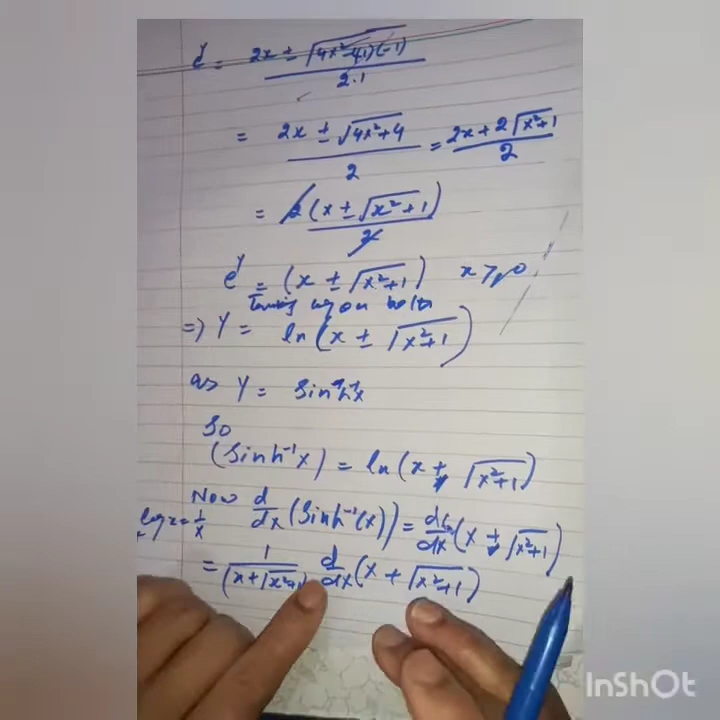 e^y = 2x ± √(4x²-4.1)(-1) / 2.1
= 2x ± √4x²+4 / 2 = 2x + 2√x²+1 / 2
= 2(x ± √x²+1) / 2
e^y = (x ± √x²+1) x > 0
Taking on both
=> Y = ln(x ± √x²+1)
as Y = Sinh⁻¹x
So
(Sinh⁻¹x) = ln(x + √x²+1)
Now d/dx (Sinh⁻¹(x)) = d/dx (x + √x²+1)
log x = 1/x
= 1/(x+√x²+1) d/dx (x + √x²+1)
InShOt